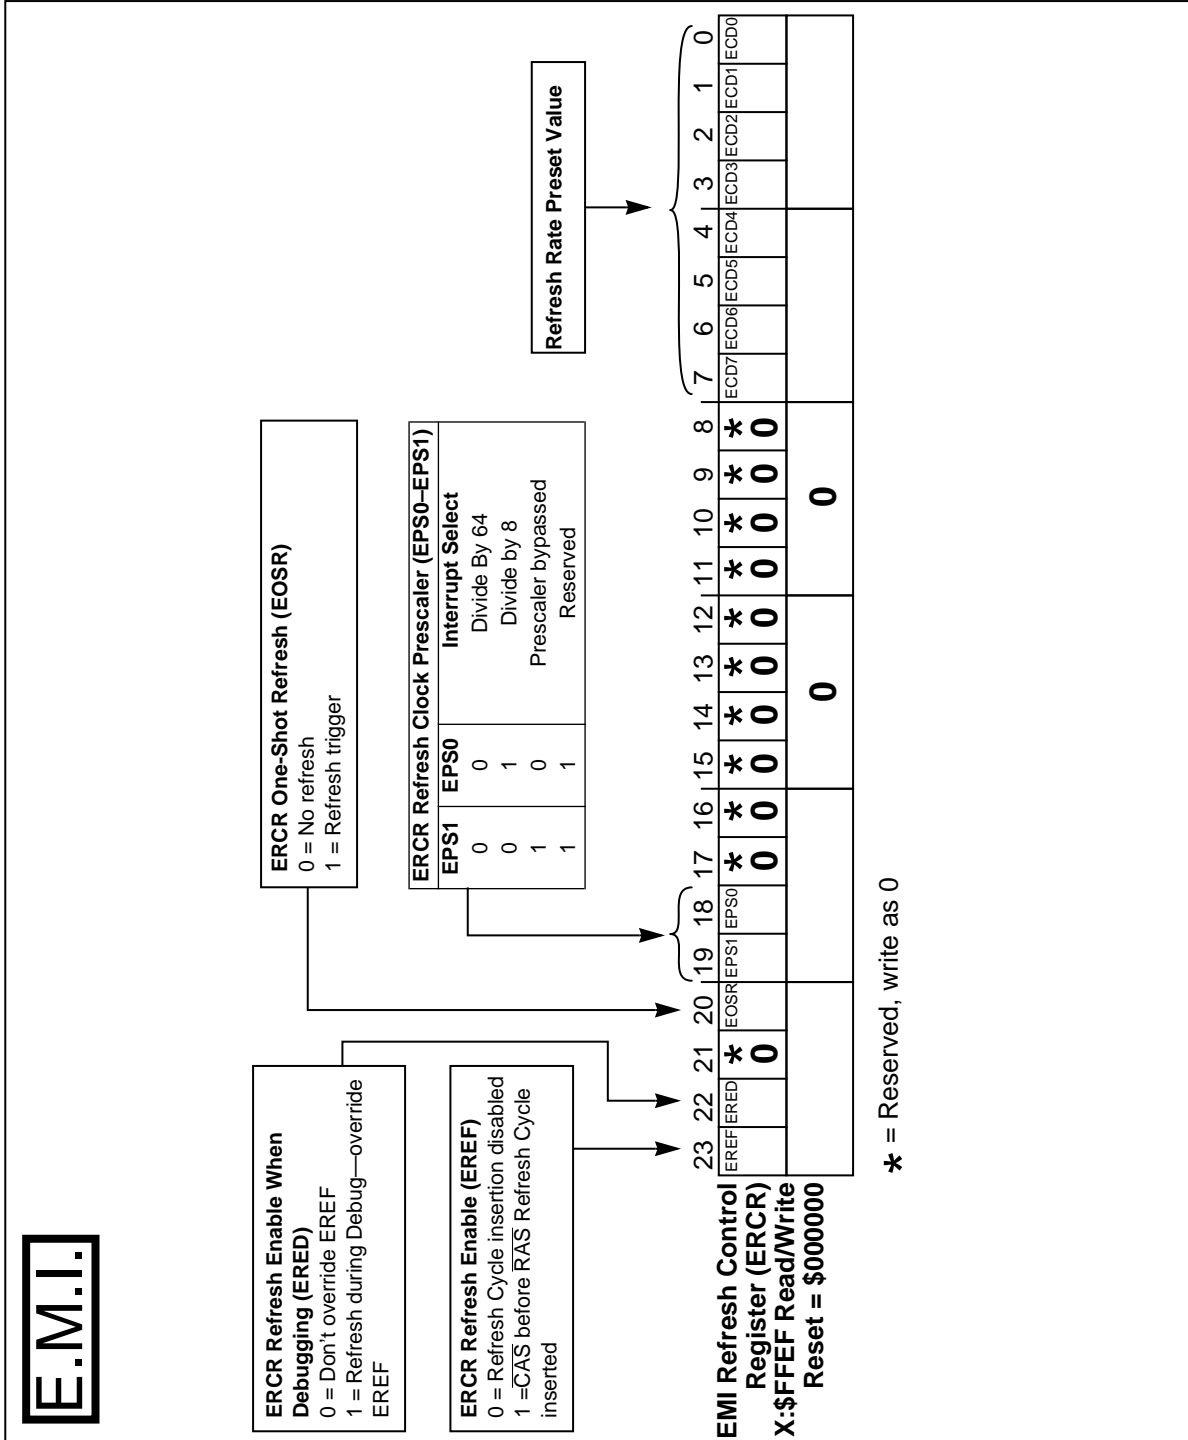 E.M.I.
ERCR Refresh Enable When
Debugging (ERED)
0 = Don't override EREF
1 = Refresh during Debug—override
EREF
ERCR Refresh Enable (EREF)
0 = Refresh Cycle insertion disabled
1 =CAS before RAS Refresh Cycle
inserted
ERCR One-Shot Refresh (EOSR)
0 = No refresh
1 = Refresh trigger
ERCR Refresh Clock Prescaler (EPS0–EPS1)
EPS1 EPS0 Interrupt Select
0 0 Divide By 64
0 1 Divide by 8
1 0 Prescaler bypassed
1 1 Reserved
Refresh Rate Preset Value
23 22 21 20 19 18 17 16 15 14 13 12 11 10 9 8 7 6 5 4 3 2 1 0
EREF ERED * EOSR EPS1 EPS0 * * * * * * * * * * ECD7 ECD6 ECD5 ECD4 ECD3 ECD2 ECD1 ECD0
0 0 0 0 0 0 0 0 0 0 0
0 0
EMI Refresh Control
Register (ERCR)
X:$FFEF Read/Write
Reset = $000000
* = Reserved, write as 0